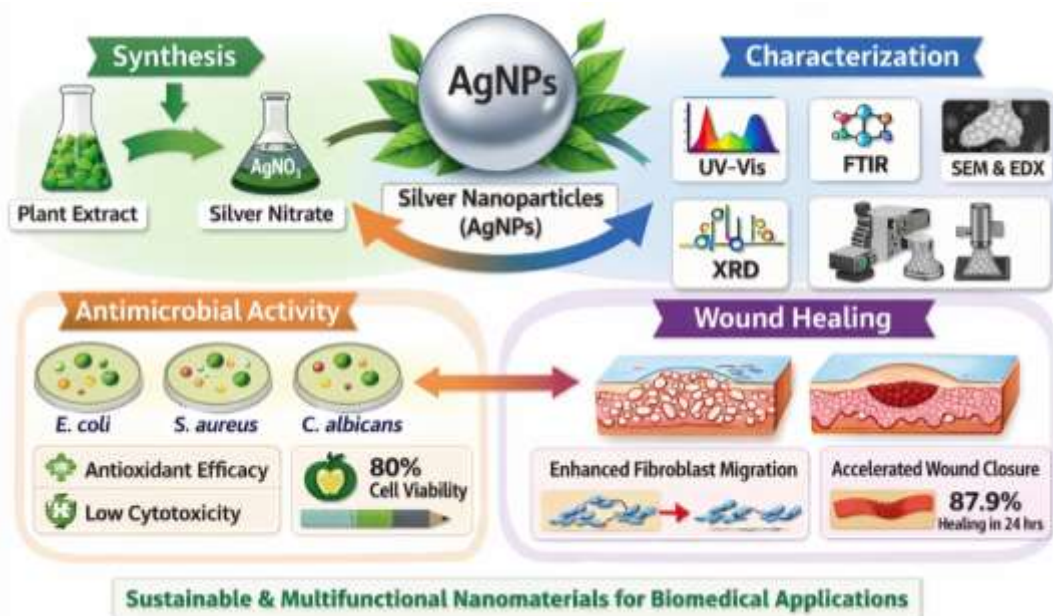 Synthesis
AgNO₃
Plant Extract
Silver Nitrate
AgNPs
Silver Nanoparticles
(AgNPs)
Characterization
UV-Vis
FTIR
SEM & EDX
XRD
Antimicrobial Activity
E. coli
S. aureus
C. albicans
Antioxidant Efficacy
Low Cytotoxicity
80%
Cell Viability
Wound Healing
Enhanced Fibroblast Migration
Accelerated Wound Closure
87.9%
Healing in 24 hrs
Sustainable & Multifunctional Nanomaterials for Biomedical Applications